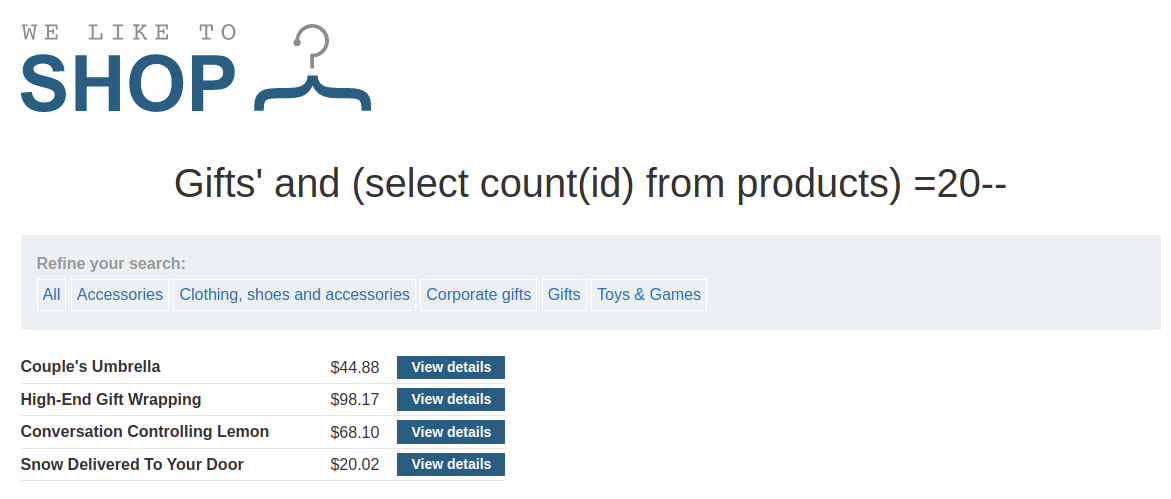 WE LIKE TO
SHOP
Gifts' and (select count(id) from products) =20--
Refine your search:
All Accessories Clothing, shoes and accessories Corporate gifts Gifts Toys & Games
Couple's Umbrella $44.88 View details
High-End Gift Wrapping $98.17 View details
Conversation Controlling Lemon $68.10 View details
Snow Delivered To Your Door $20.02 View details